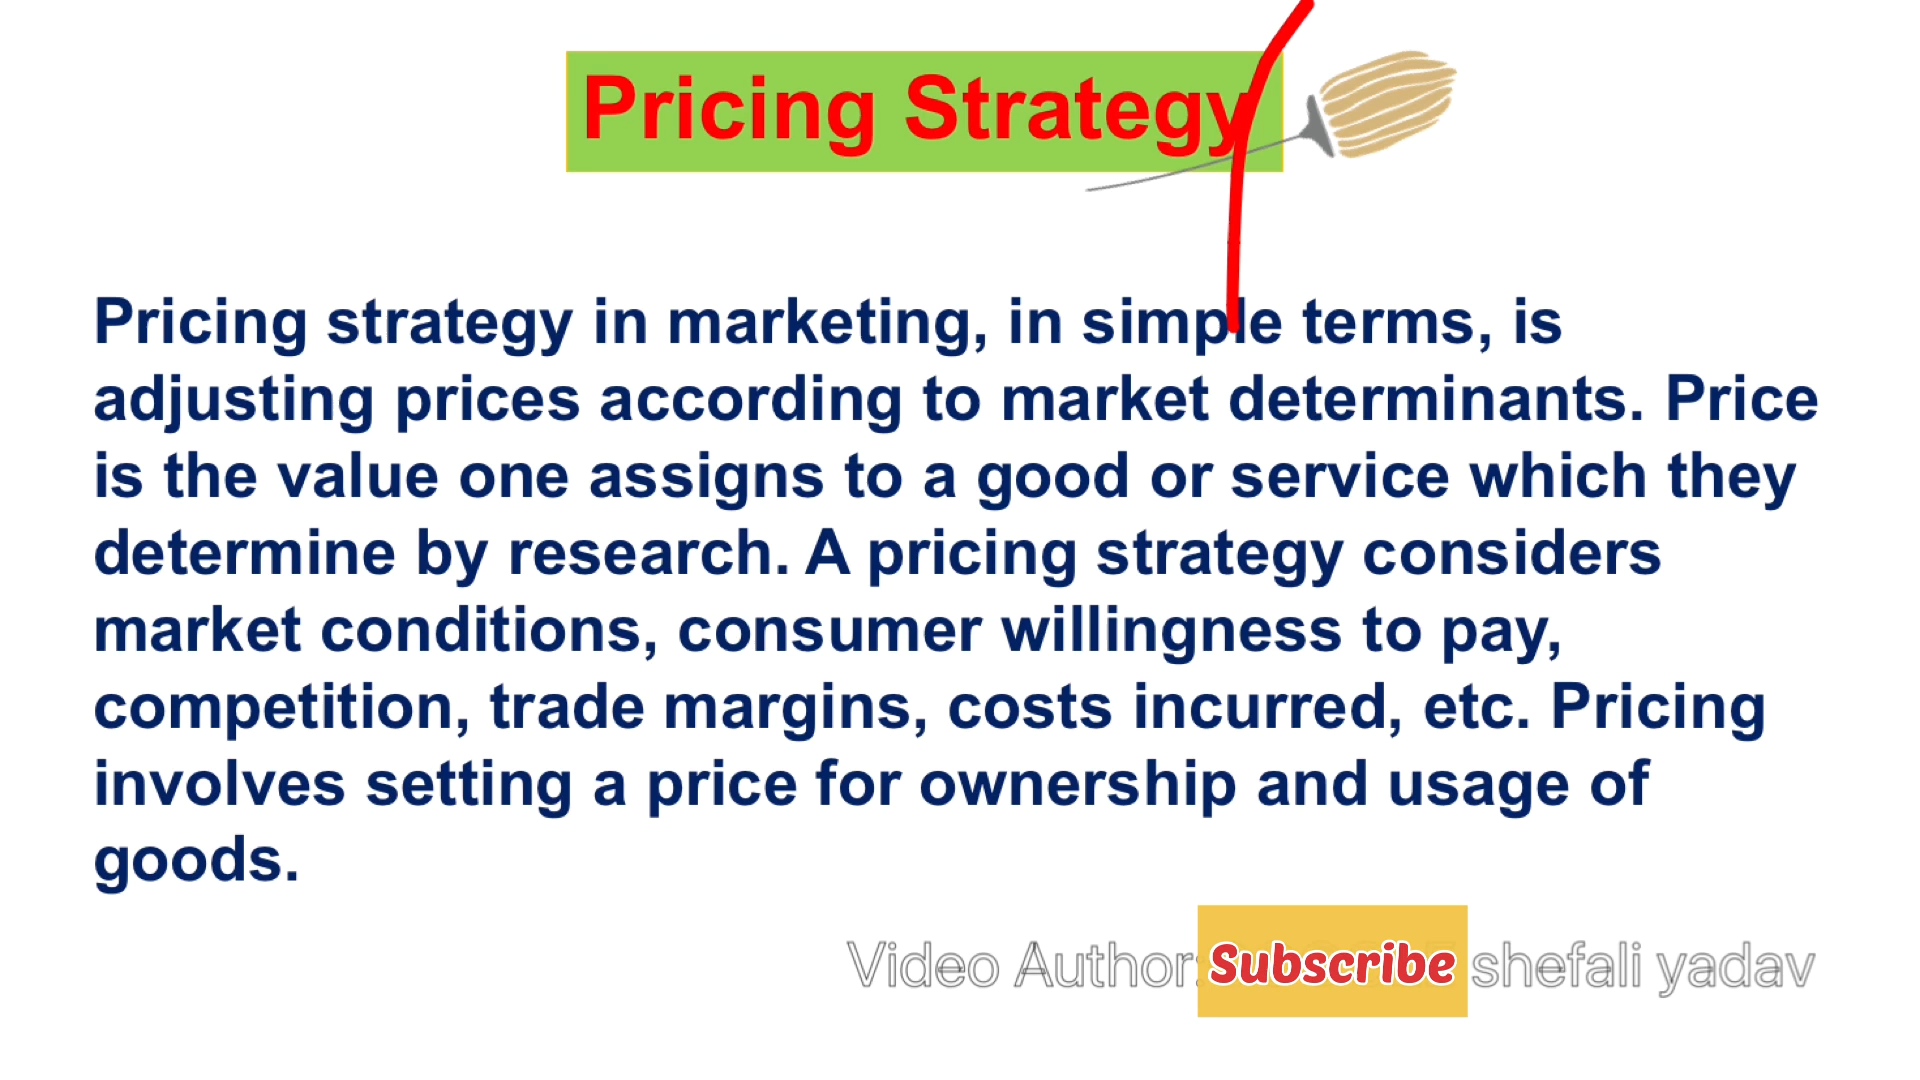 Pricing Strategy
Pricing strategy in marketing, in simple terms, is
adjusting prices according to market determinants. Price
is the value one assigns to a good or service which they
determine by research. A pricing strategy considers
market conditions, consumer willingness to pay,
competition, trade margins, costs incurred, etc. Pricing
involves setting a price for ownership and usage of
goods.
Video Author: Subscribe shefali yadav